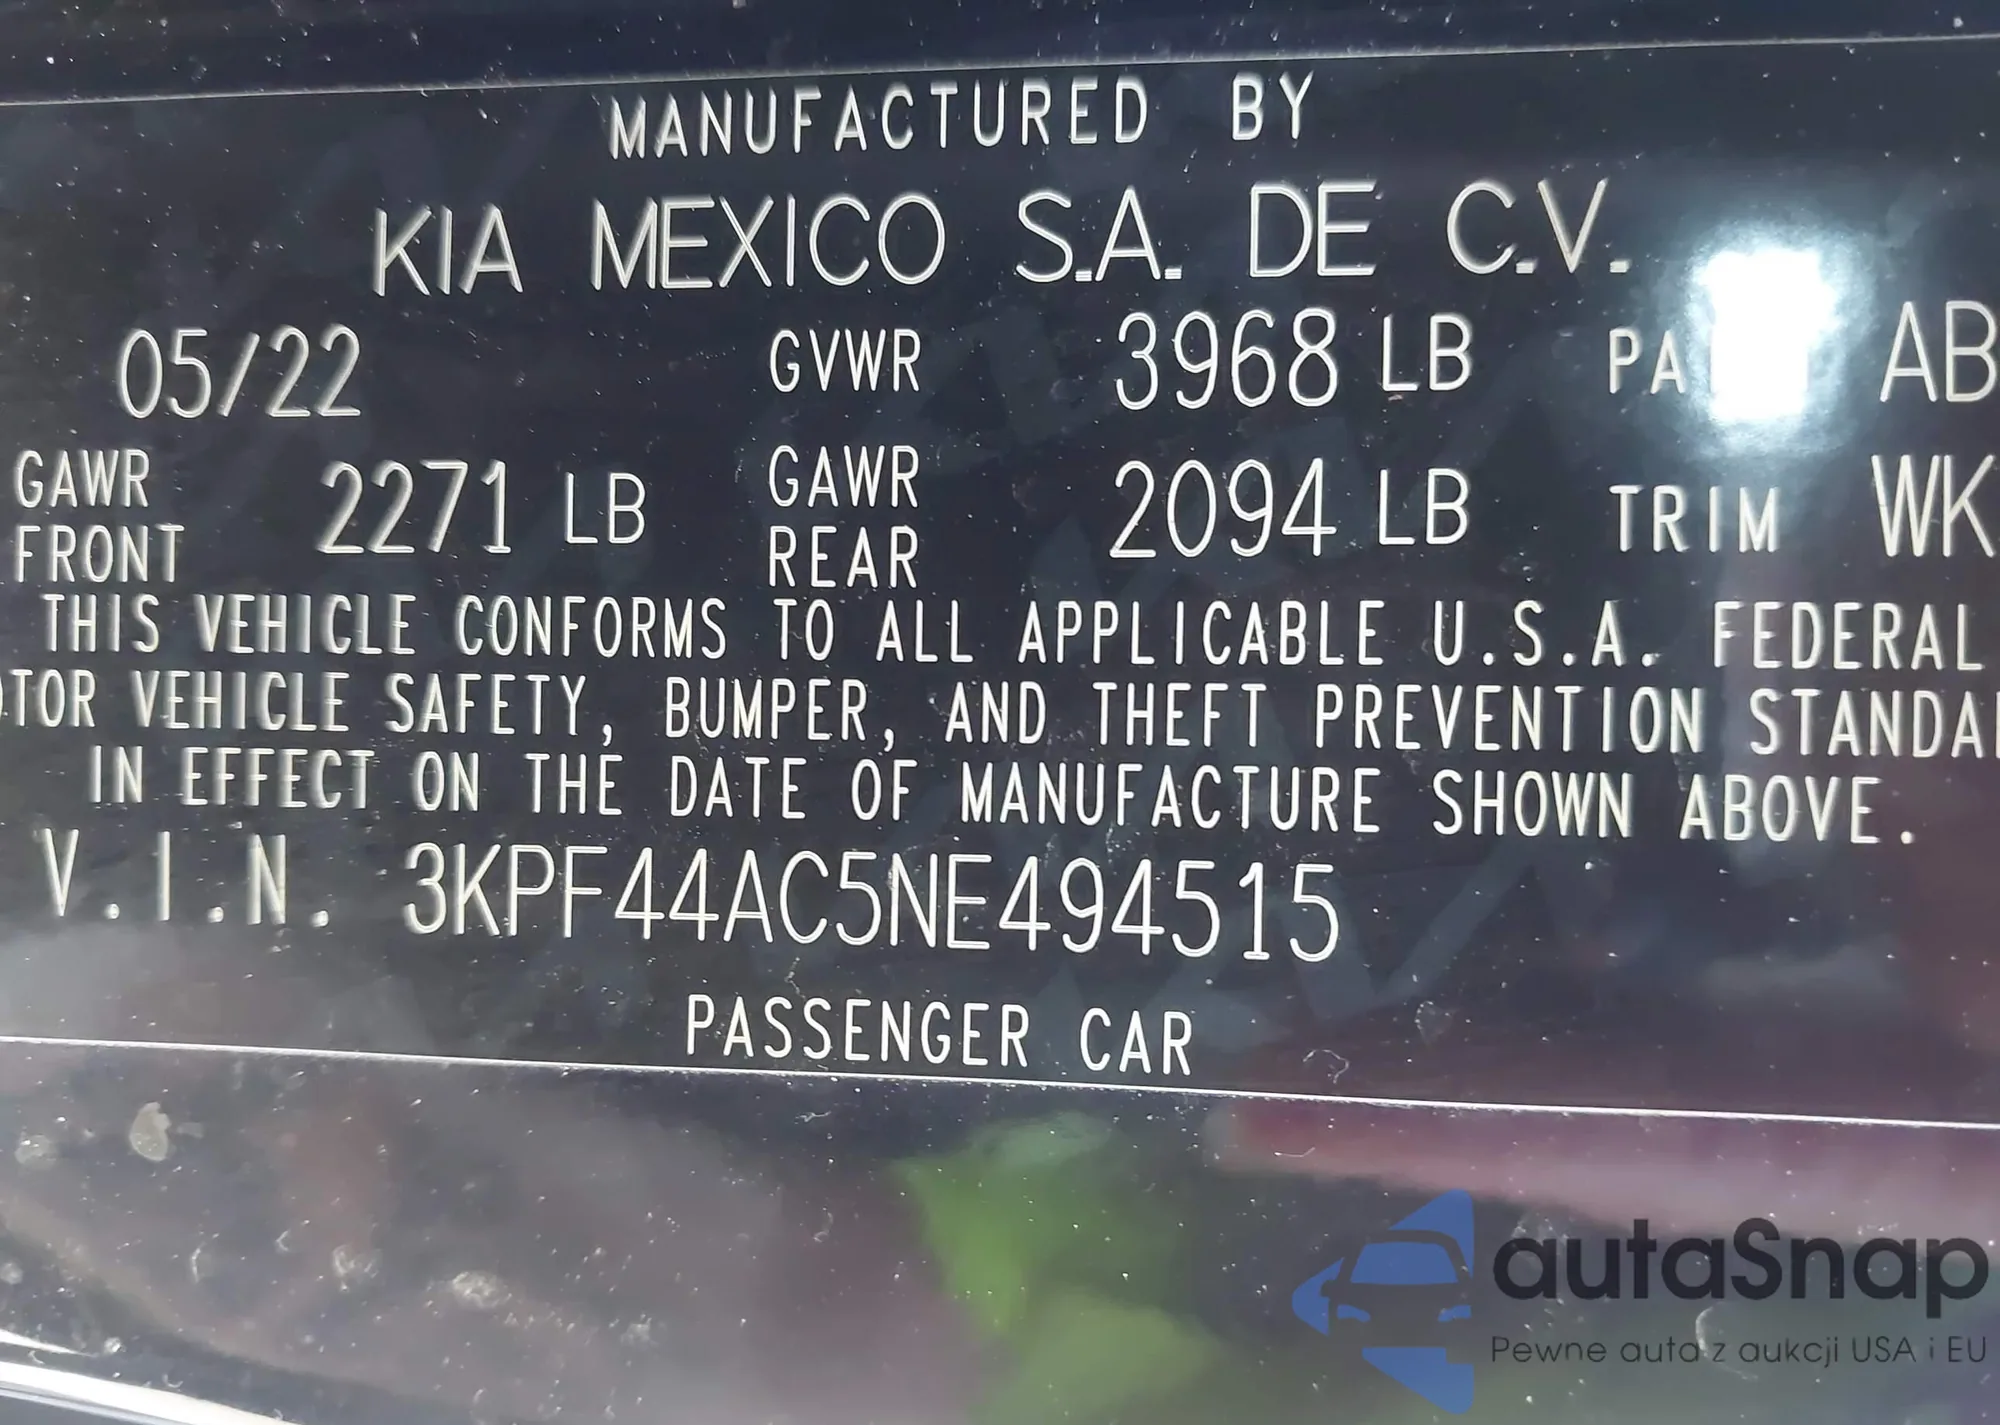 MANUFACTURED BY
KIA MEXICO S.A. DE C.V.
05/22 GVWR 3968 LB AB
GAWR FRONT 2271 LB GAWR REAR 2094 LB TRIM WK
THIS VEHICLE CONFORMS TO ALL APPLICABLE U.S.A. FEDERAL
VEHICLE SAFETY, BUMPER, AND THEFT PREVENTION
IN EFFECT ON THE DATE OF MANUFACTURE SHOWN ABOVE.
V.I.N. 3KPF44AC5NE494515
PASSENGER CAR
autaSnap
Pewne auta z aukcji USA i EU